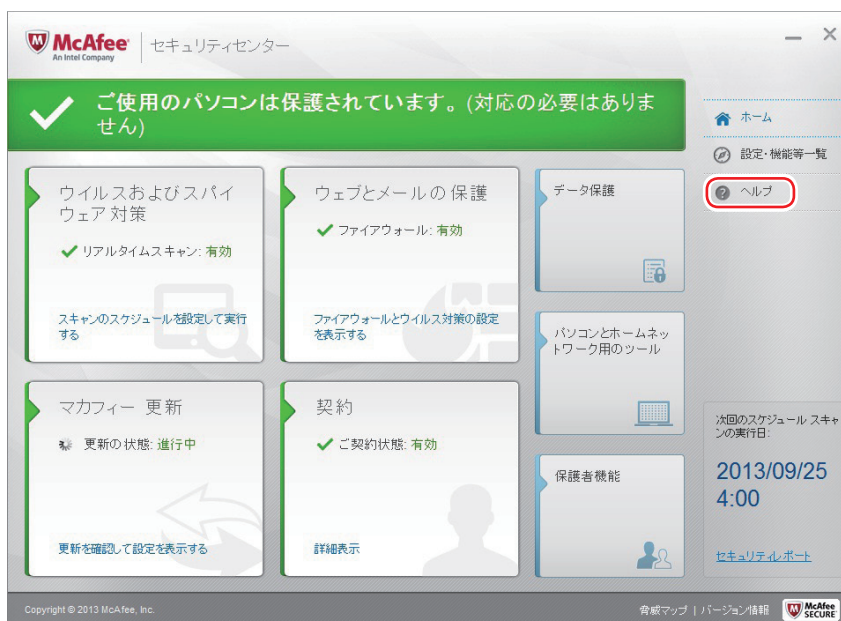 McAfee
An Intel Company
セキュリティセンター
ご使用のパソコンは保護されています。(対応の必要はありま
せん)
ホーム
設定・機能等一覧
ヘルプ
ウイルスおよびスパイ
ウェア対策
リアルタイムスキャン: 有効
スキャンのスケジュールを設定して実行
する
ウェブとメールの保護
ファイアウォール: 有効
ファイアウォールとウイルス対策の設定
を表示する
データ保護
パソコンとホームネッ
トワーク用のツール
マカフィー 更新
更新の状態: 進行中
更新を確認して設定を表示する
契約
ご契約状態: 有効
詳細表示
保護者機能
次回のスケジュール スキャ
ンの実行日:
2013/09/25
4:00
セキュリティレポート
Copyright © 2013 McAfee, Inc.
脅威マップ | バージョン情報
McAfee
SECURE